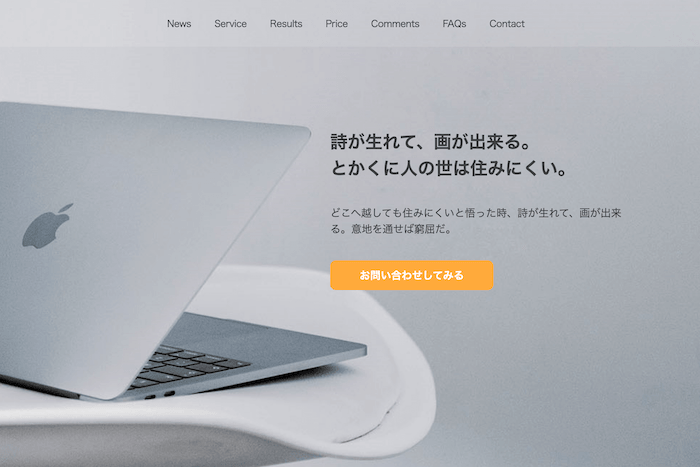 News Service Results Price Comments FAQs Contact
詩が生れて、画が出来る。
とかくに人の世は住みにくい。
どこへ越しても住みにくいと悟った時、詩が生れて、画が出来
る。意地を通せば窮屈だ。
お問い合わせしてみる